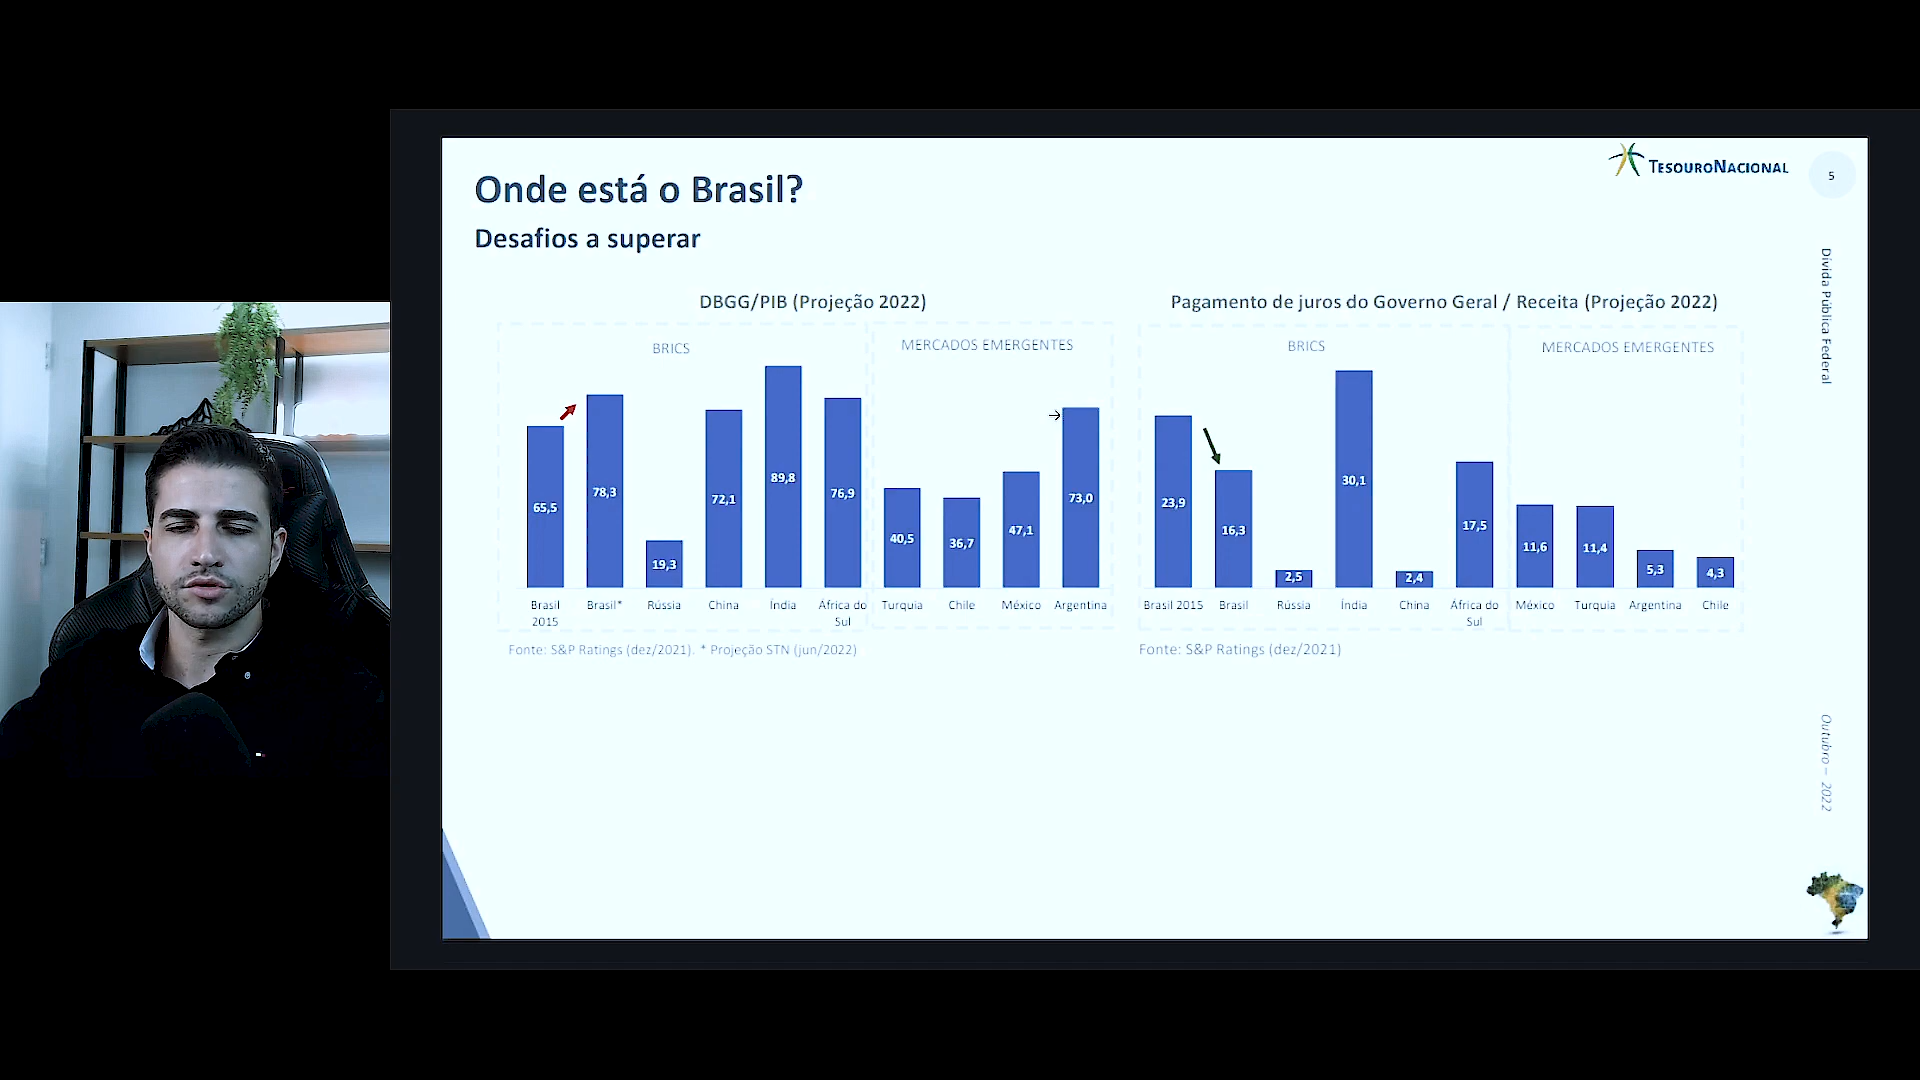 TESOURONACIONAL
5
Onde está o Brasil?
Desafios a superar
DBGG/PIB (Projeção 2022)
BRICS
MERCADOS EMERGENTES
65,5
78,3
19,3
72,1
89,8
76,9
40,5
36,7
47,1
73,0
Brasil 2015
Brasil*
Rússia
China
Índia
África do Sul
Turquia
Chile
México
Argentina
Fonte: S&P Ratings (dez/2021). * Projeção STN (jun/2022)
Pagamento de juros do Governo Geral / Receita (Projeção 2022)
BRICS
MERCADOS EMERGENTES
23,9
16,3
2,5
30,1
2,4
17,5
11,6
11,4
5,3
4,3
Brasil 2015
Brasil
Rússia
Índia
China
África do Sul
México
Turquia
Argentina
Chile
Fonte: S&P Ratings (dez/2021)
Dívida Pública Federal
Outubro – 2022